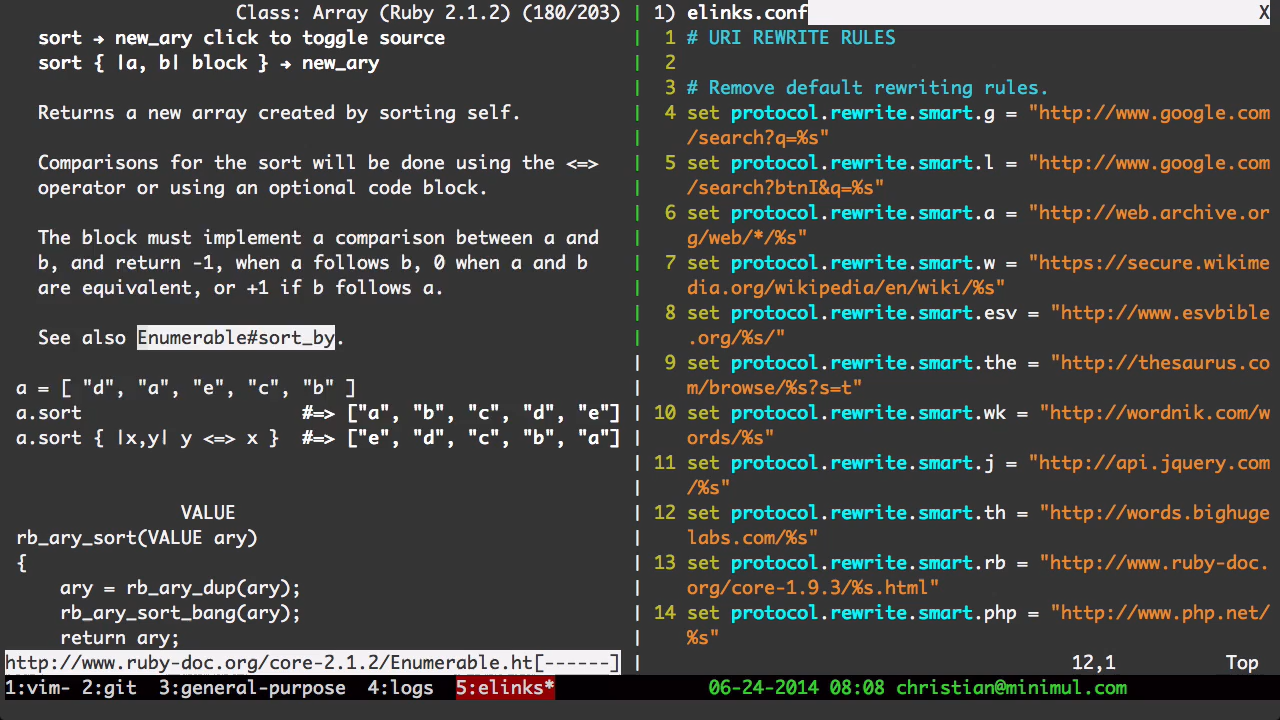 Class: Array (Ruby 2.1.2) (180/203)
sort → new_ary click to toggle source
sort { |a, b| block } → new_ary
Returns a new array created by sorting self.
Comparisons for the sort will be done using the <=>
operator or using an optional code block.
The block must implement a comparison between a and
b, and return -1, when a follows b, 0 when a and b
are equivalent, or +1 if b follows a.
See also Enumerable#sort_by.
a = [ "d", "a", "e", "c", "b" ]
a.sort                    #=> ["a", "b", "c", "d", "e"]
a.sort { |x,y| y <=> x }  #=> ["e", "d", "c", "b", "a"]
VALUE
rb_ary_sort(VALUE ary)
{
    ary = rb_ary_dup(ary);
    rb_ary_sort_bang(ary);
    return ary;
http://www.ruby-doc.org/core-2.1.2/Enumerable.ht[------]
1) elinks.conf X
1 # URI REWRITE RULES
2
3 # Remove default rewriting rules.
4 set protocol.rewrite.smart.g = "http://www.google.com
/search?q=%s"
5 set protocol.rewrite.smart.l = "http://www.google.com
/search?btnI&q=%s"
6 set protocol.rewrite.smart.a = "http://web.archive.or
g/web/*/%s"
7 set protocol.rewrite.smart.w = "https://secure.wikime
dia.org/wikipedia/en/wiki/%s"
8 set protocol.rewrite.smart.esv = "http://www.esvbible
.org/%s/"
9 set protocol.rewrite.smart.the = "http://thesaurus.co
m/browse/%s?s=t"
10 set protocol.rewrite.smart.wk = "http://wordnik.com/w
ords/%s"
11 set protocol.rewrite.smart.j = "http://api.jquery.com
/%s"
12 set protocol.rewrite.smart.th = "http://words.bighuge
labs.com/%s"
13 set protocol.rewrite.smart.rb = "http://www.ruby-doc.
org/core-1.9.3/%s.html"
14 set protocol.rewrite.smart.php = "http://www.php.net/
%s"
12,1 Top
1:vim- 2:git  3:general-purpose  4:logs  5:elinks* 06-24-2014 08:08 christian@minimul.com